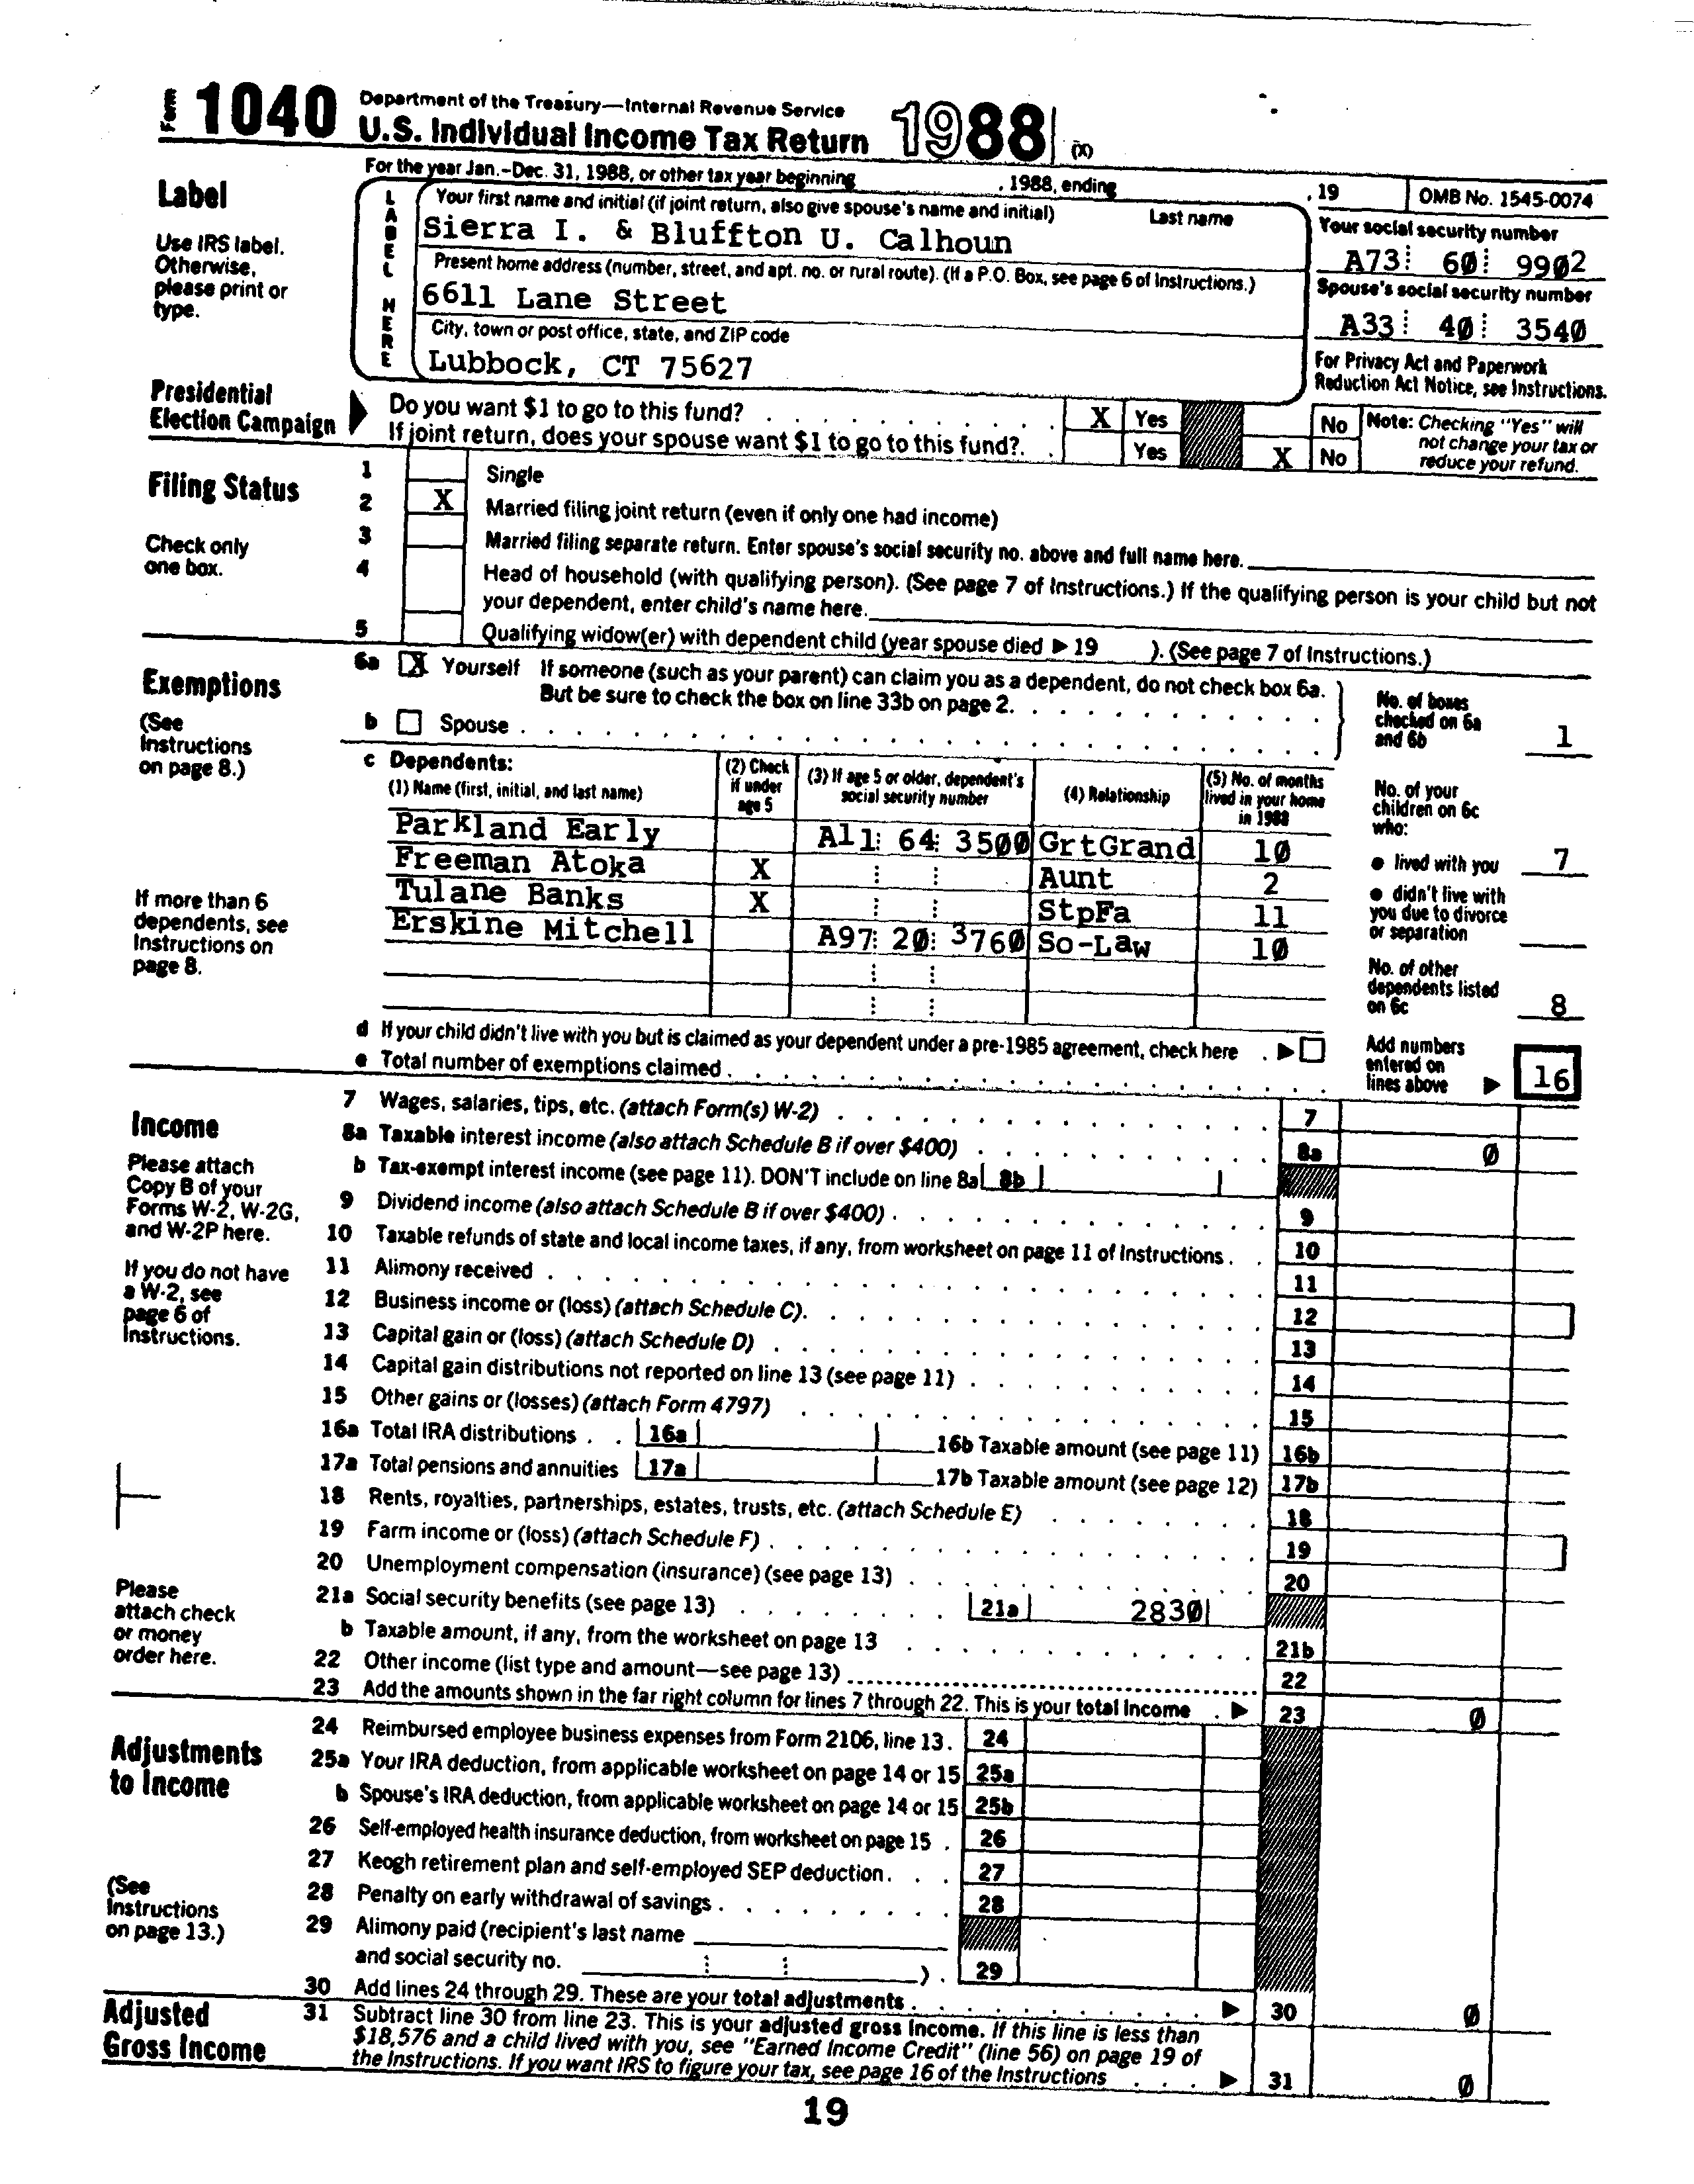 Form 1040 Department of the Treasury—Internal Revenue Service
U.S. Individual Income Tax Return 1988 (X)
For the year Jan.-Dec. 31, 1988, or other tax year beginning , 1988, ending , 19 OMB No. 1545-0074
Label
Use IRS label.
Otherwise,
please print or
type.
LABEL HERE
Your first name and initial (if joint return, also give spouse's name and initial) Last name
Sierra I. & Bluffton U. Calhoun
Present home address (number, street, and apt. no. or rural route). (If a P.O. Box, see page 6 of Instructions.)
6611 Lane Street
City, town or post office, state, and ZIP code
Lubbock, CT 75627
Your social security number
A73 60 9902
Spouse's social security number
A33 40 3540
For Privacy Act and Paperwork
Reduction Act Notice, see Instructions.
Presidential
Election Campaign
Do you want $1 to go to this fund? X Yes No
If joint return, does your spouse want $1 to go to this fund? Yes X No
Note: Checking "Yes" will
not change your tax or
reduce your refund.
Filing Status
Check only
one box.
1 Single
2 X Married filing joint return (even if only one had income)
3 Married filing separate return. Enter spouse's social security no. above and full name here.
4 Head of household (with qualifying person). (See page 7 of Instructions.) If the qualifying person is your child but not
your dependent, enter child's name here.
5 Qualifying widow(er) with dependent child (year spouse died ▶ 19 ). (See page 7 of Instructions.)
Exemptions
(See
Instructions
on page 8.)
6a X Yourself If someone (such as your parent) can claim you as a dependent, do not check box 6a.
But be sure to check the box on line 33b on page 2.
b Spouse
No. of boxes
checked on 6a
and 6b 1
c Dependents:
(1) Name (first, initial, and last name)
(2) Check
if under
age 5
(3) If age 5 or older, dependent's
social security number
(4) Relationship
(5) No. of months
lived in your home
in 1988
Parkland Early A11 64 3500 GrtGrand 10
Freeman Atoka X Aunt 2
Tulane Banks X StpFa 11
Erskine Mitchell A97 20 3760 So-Law 10
If more than 6
dependents, see
Instructions on
page 8.
No. of your
children on 6c
who:
● lived with you 7
● didn't live with
you due to divorce
or separation
No. of other
dependents listed
on 6c 8
d If your child didn't live with you but is claimed as your dependent under a pre-1985 agreement, check here ▶
e Total number of exemptions claimed
Add numbers
entered on
lines above ▶ 16
Income
Please attach
Copy B of your
Forms W-2, W-2G,
and W-2P here.
If you do not have
a W-2, see
page 6 of
Instructions.
Please
attach check
or money
order here.
7 Wages, salaries, tips, etc. (attach Form(s) W-2) 7
8a Taxable interest income (also attach Schedule B if over $400) 8a 0
b Tax-exempt interest income (see page 11). DON'T include on line 8a 8b
9 Dividend income (also attach Schedule B if over $400) 9
10 Taxable refunds of state and local income taxes, if any, from worksheet on page 11 of Instructions 10
11 Alimony received 11
12 Business income or (loss) (attach Schedule C) 12
13 Capital gain or (loss) (attach Schedule D) 13
14 Capital gain distributions not reported on line 13 (see page 11) 14
15 Other gains or (losses) (attach Form 4797) 15
16a Total IRA distributions 16a 16b Taxable amount (see page 11) 16b
17a Total pensions and annuities 17a 17b Taxable amount (see page 12) 17b
18 Rents, royalties, partnerships, estates, trusts, etc. (attach Schedule E) 18
19 Farm income or (loss) (attach Schedule F) 19
20 Unemployment compensation (insurance) (see page 13) 20
21a Social security benefits (see page 13) 21a 2830
b Taxable amount, if any, from the worksheet on page 13 21b
22 Other income (list type and amount—see page 13) 22
23 Add the amounts shown in the far right column for lines 7 through 22. This is your total income ▶ 23 0
Adjustments
to Income
(See
Instructions
on page 13.)
24 Reimbursed employee business expenses from Form 2106, line 13. 24
25a Your IRA deduction, from applicable worksheet on page 14 or 15 25a
b Spouse's IRA deduction, from applicable worksheet on page 14 or 15 25b
26 Self-employed health insurance deduction, from worksheet on page 15 26
27 Keogh retirement plan and self-employed SEP deduction 27
28 Penalty on early withdrawal of savings 28
29 Alimony paid (recipient's last name
and social security no. ) 29
30 Add lines 24 through 29. These are your total adjustments ▶ 30 0
Adjusted
Gross Income
31 Subtract line 30 from line 23. This is your adjusted gross income. If this line is less than
$18,576 and a child lived with you, see "Earned Income Credit" (line 56) on page 19 of
the Instructions. If you want IRS to figure your tax, see page 16 of the Instructions ▶ 31 0
19